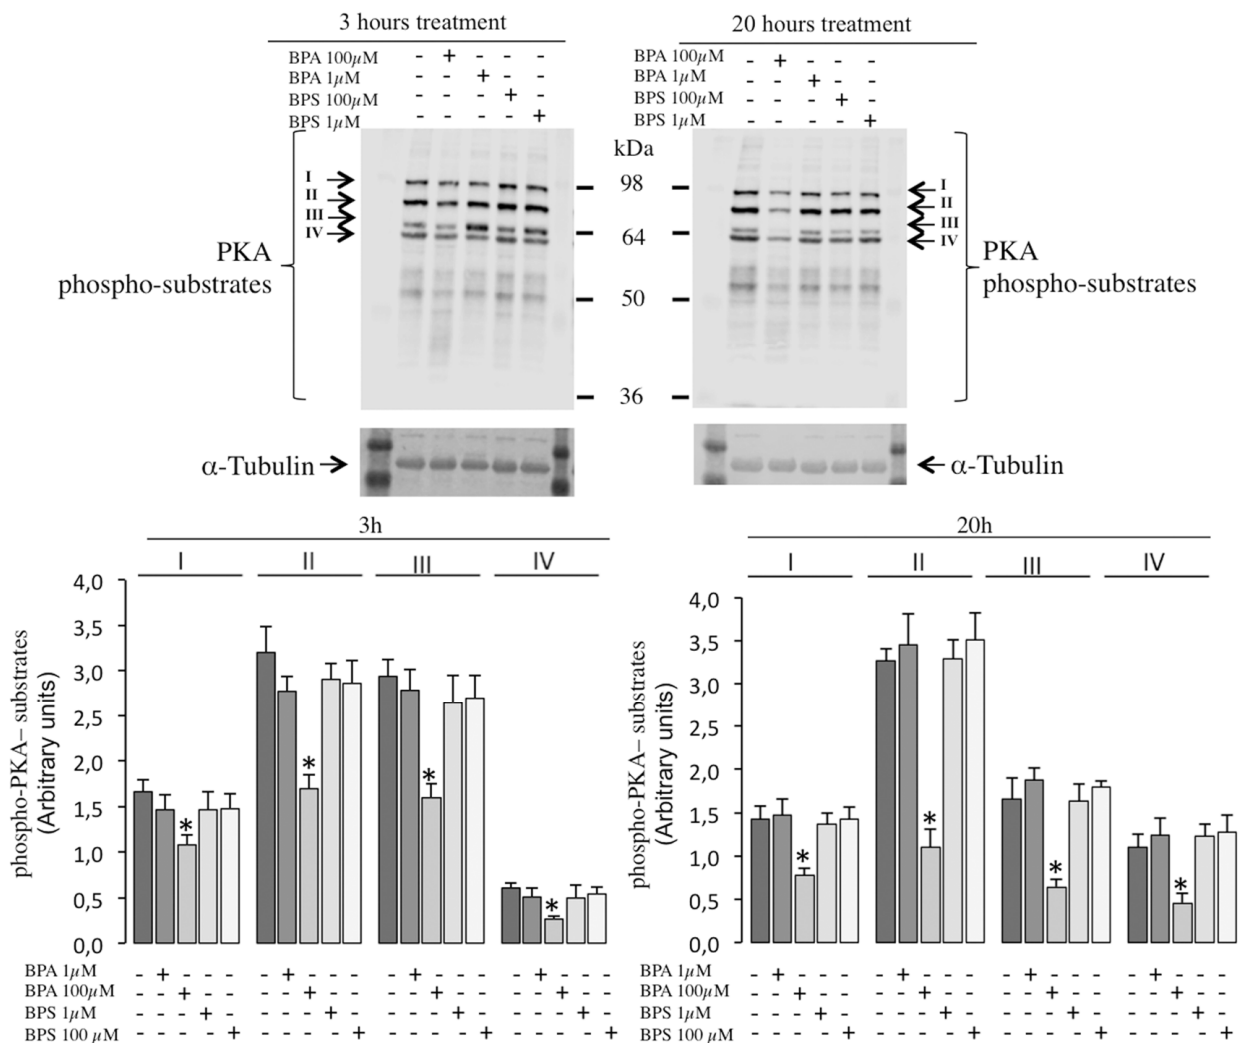 3 hours treatment
BPA 100µM - + - - -
BPA 1µM - - + - -
BPS 100µM - - - + -
BPS 1µM - - - - +
20 hours treatment
BPA 100µM - + - - -
BPA 1µM - - + - -
BPS 100µM - - - + -
BPS 1µM - - - - +
kDa
98
64
50
36
I
II
III
IV
PKA
phospho-substrates
I
II
III
IV
PKA
phospho-substrates
α-Tubulin
α-Tubulin
3h
I II III IV
phospho-PKA– substrates
(Arbitrary units)
4,0
3,5
3,0
2,5
2,0
1,5
1,0
0,5
0,0
* * * *
BPA 1µM - + - - - - + - - - - + - - - - + - - -
BPA 100µM - - + - - - - + - - - - + - - - - + - -
BPS 1µM - - - + - - - - + - - - - + - - - - + -
BPS 100 µM - - - - + - - - - + - - - - + - - - - +
20h
I II III IV
phospho-PKA– substrates
(Arbitrary units)
4,0
3,5
3,0
2,5
2,0
1,5
1,0
0,5
0,0
* * * *
BPA 1µM - + - - - - + - - - - + - - - - + - - -
BPA 100µM - - + - - - - + - - - - + - - - - + - -
BPS 1µM - - - + - - - - + - - - - + - - - - + -
BPS 100 µM - - - - + - - - - + - - - - + - - - - +